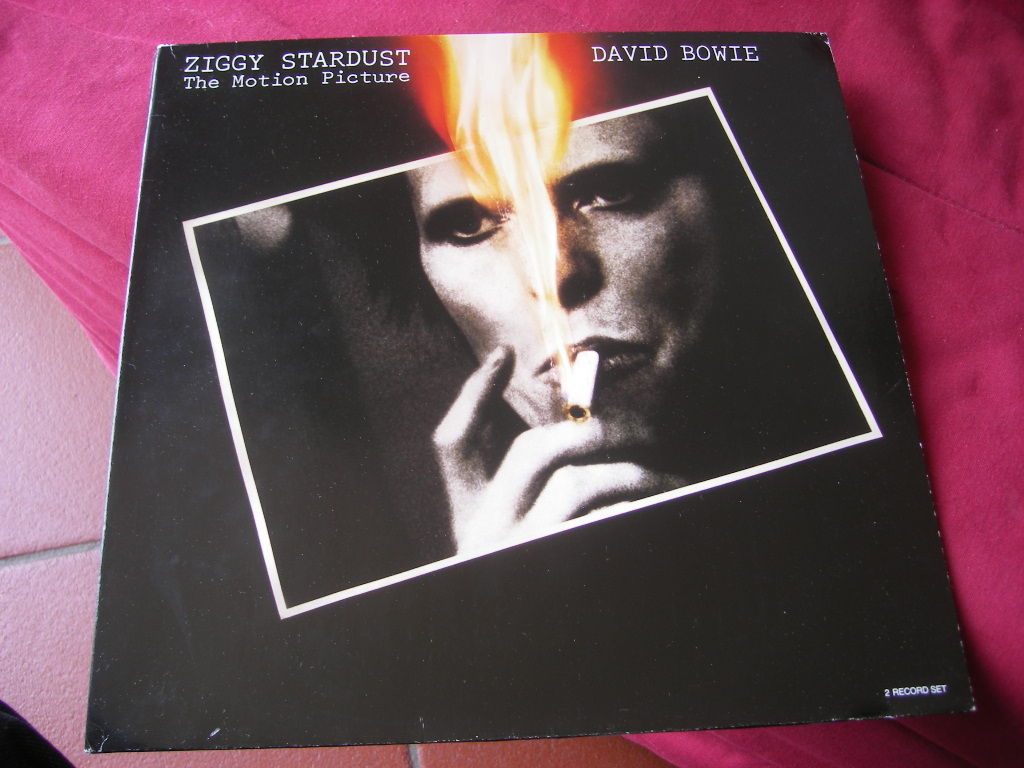 ZIGGY STARDUST
The Motion Picture
DAVID BOWIE
2 RECORD SET